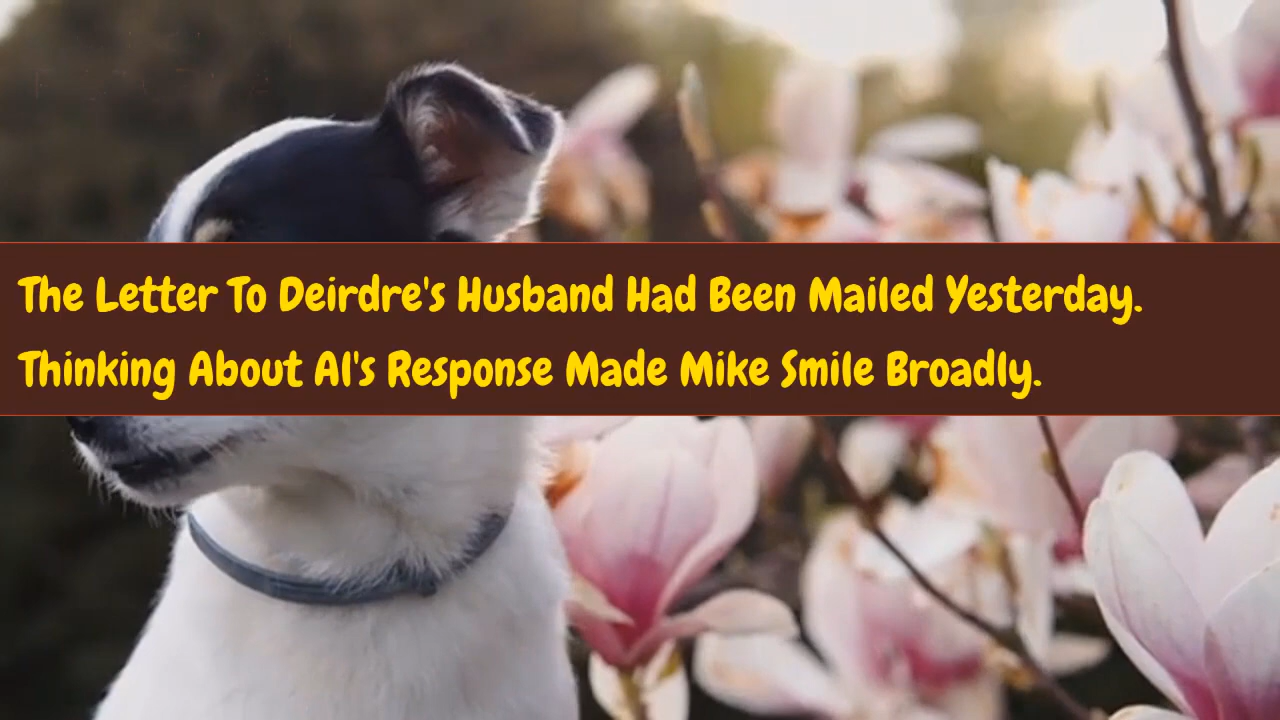 The Letter To Deirdre's Husband Had Been Mailed Yesterday.
Thinking About Al's Response Made Mike Smile Broadly.